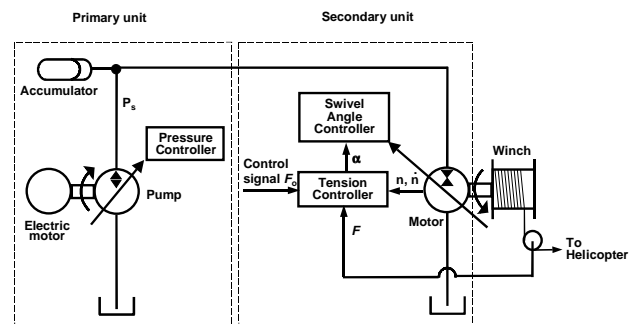 Primary unit
Secondary unit
Accumulator
Ps
Pressure
Controller
Pump
Electric
motor
Swivel
Angle
Controller
α
Control
signal Fo
Tension
Controller
n, ṅ
F
Motor
Winch
To
Helicopter